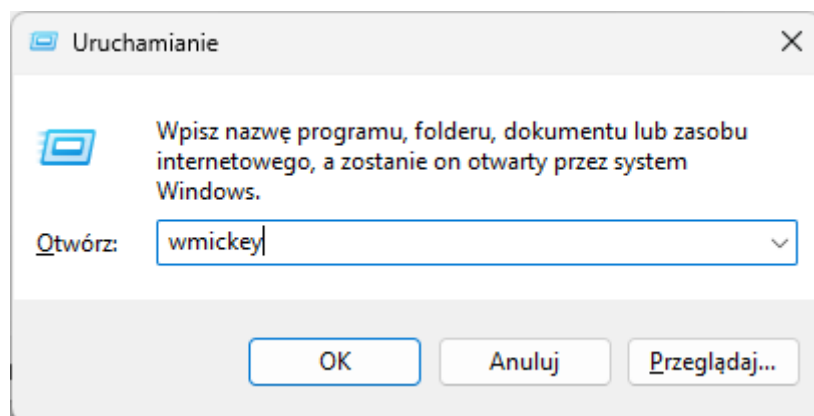 Uruchamianie
Wpisz nazwę programu, folderu, dokumentu lub zasobu
internetowego, a zostanie on otwarty przez system
Windows.
Otwórz: wmickey
OK Anuluj Przeglądaj...